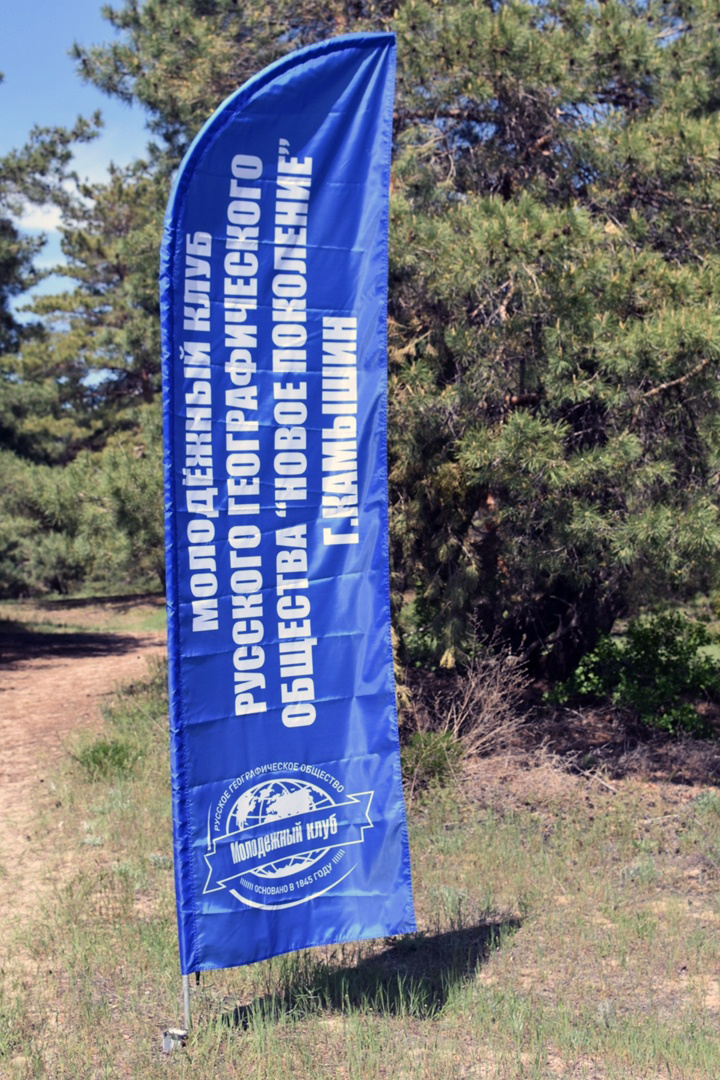 МОЛОДЁЖНЫЙ КЛУБ
РУССКОГО ГЕОГРАФИЧЕСКОГО
ОБЩЕСТВА “НОВОЕ ПОКОЛЕНИЕ”
Г.КАМЫШИН
РУССКОЕ ГЕОГРАФИЧЕСКОЕ ОБЩЕСТВО
Молодежный клуб
ОСНОВАНО В 1845 ГОДУ